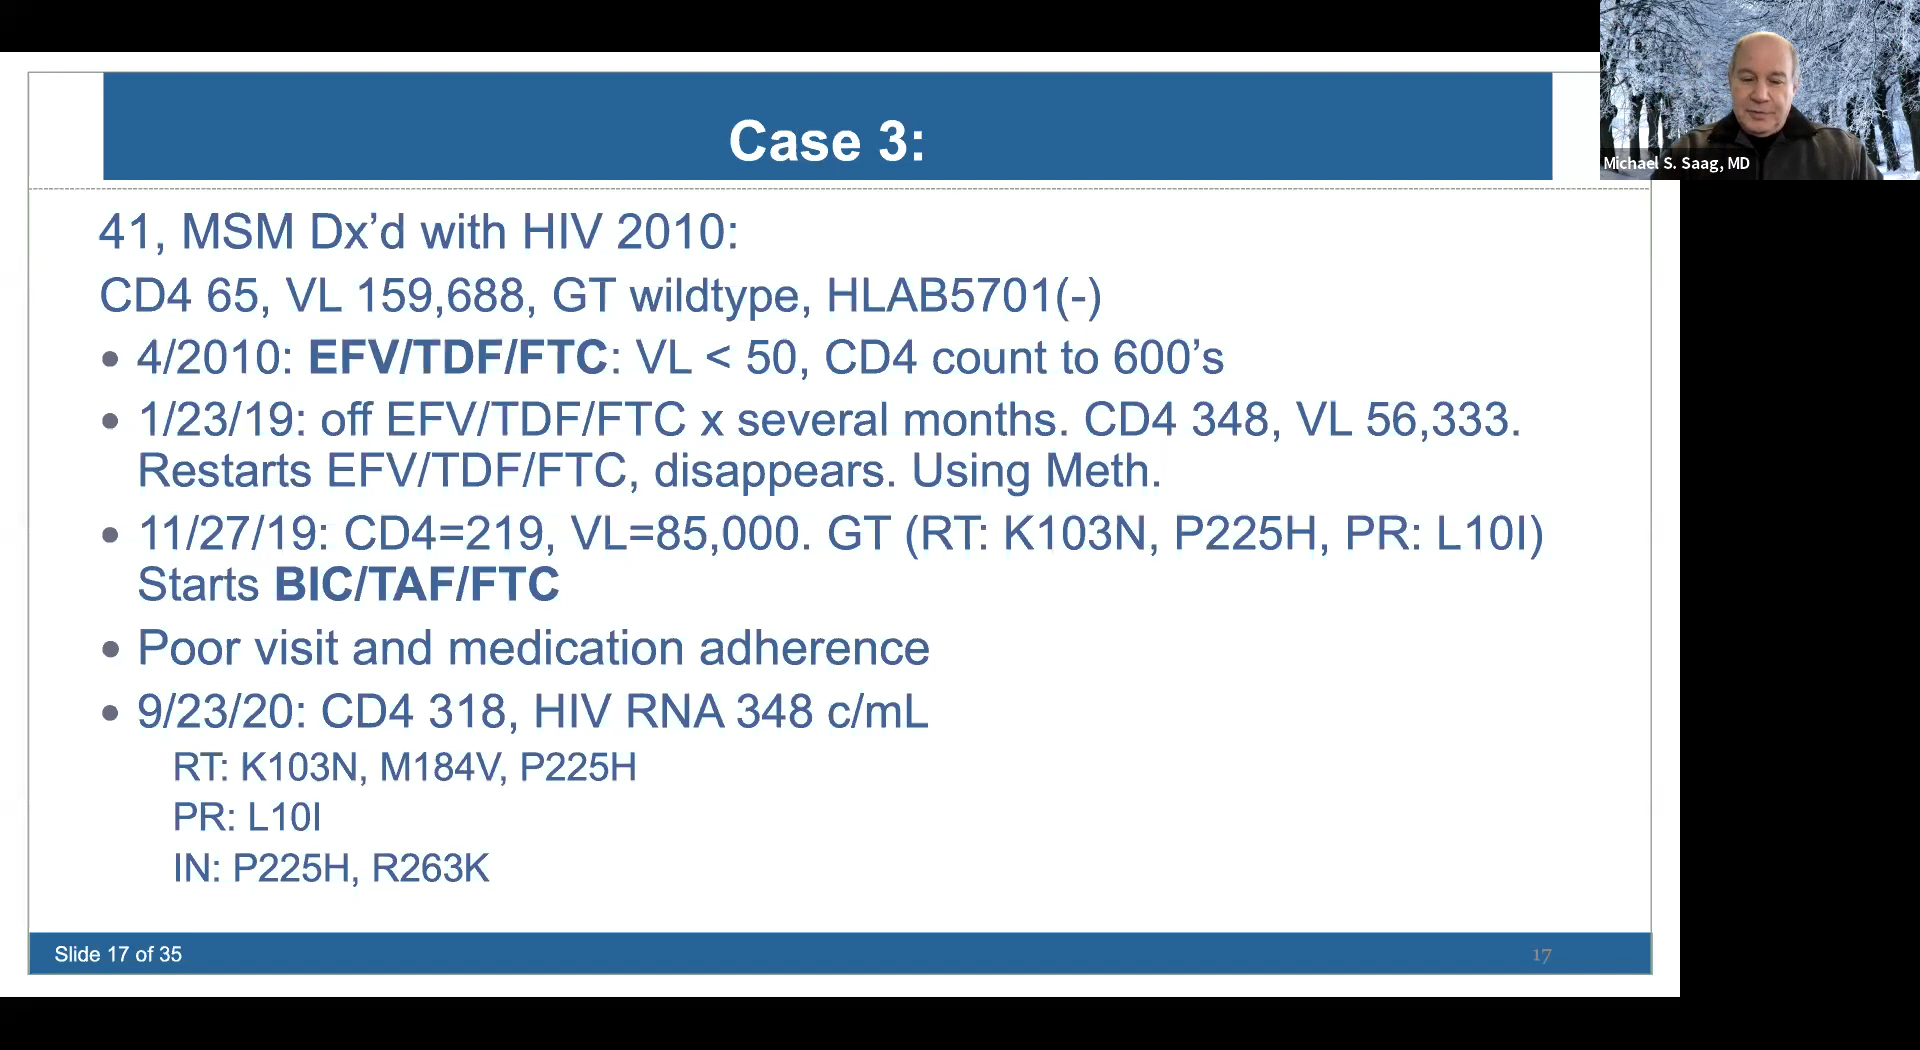 Case 3:
Michael S. Saag, MD
41, MSM Dx’d with HIV 2010:
CD4 65, VL 159,688, GT wildtype, HLAB5701(-)
• 4/2010: EFV/TDF/FTC: VL < 50, CD4 count to 600’s
• 1/23/19: off EFV/TDF/FTC x several months. CD4 348, VL 56,333.
Restarts EFV/TDF/FTC, disappears. Using Meth.
• 11/27/19: CD4=219, VL=85,000. GT (RT: K103N, P225H, PR: L10I)
Starts BIC/TAF/FTC
• Poor visit and medication adherence
• 9/23/20: CD4 318, HIV RNA 348 c/mL
RT: K103N, M184V, P225H
PR: L10I
IN: P225H, R263K
Slide 17 of 35
17